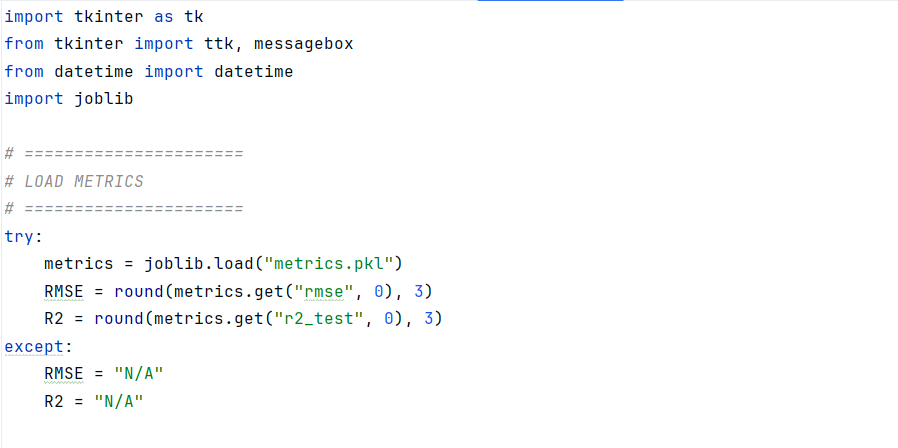 import tkinter as tk
from tkinter import ttk, messagebox
from datetime import datetime
import joblib
# ======================
# LOAD METRICS
# ======================
try:
    metrics = joblib.load("metrics.pkl")
    RMSE = round(metrics.get("rmse", 0), 3)
    R2 = round(metrics.get("r2_test", 0), 3)
except:
    RMSE = "N/A"
    R2 = "N/A"